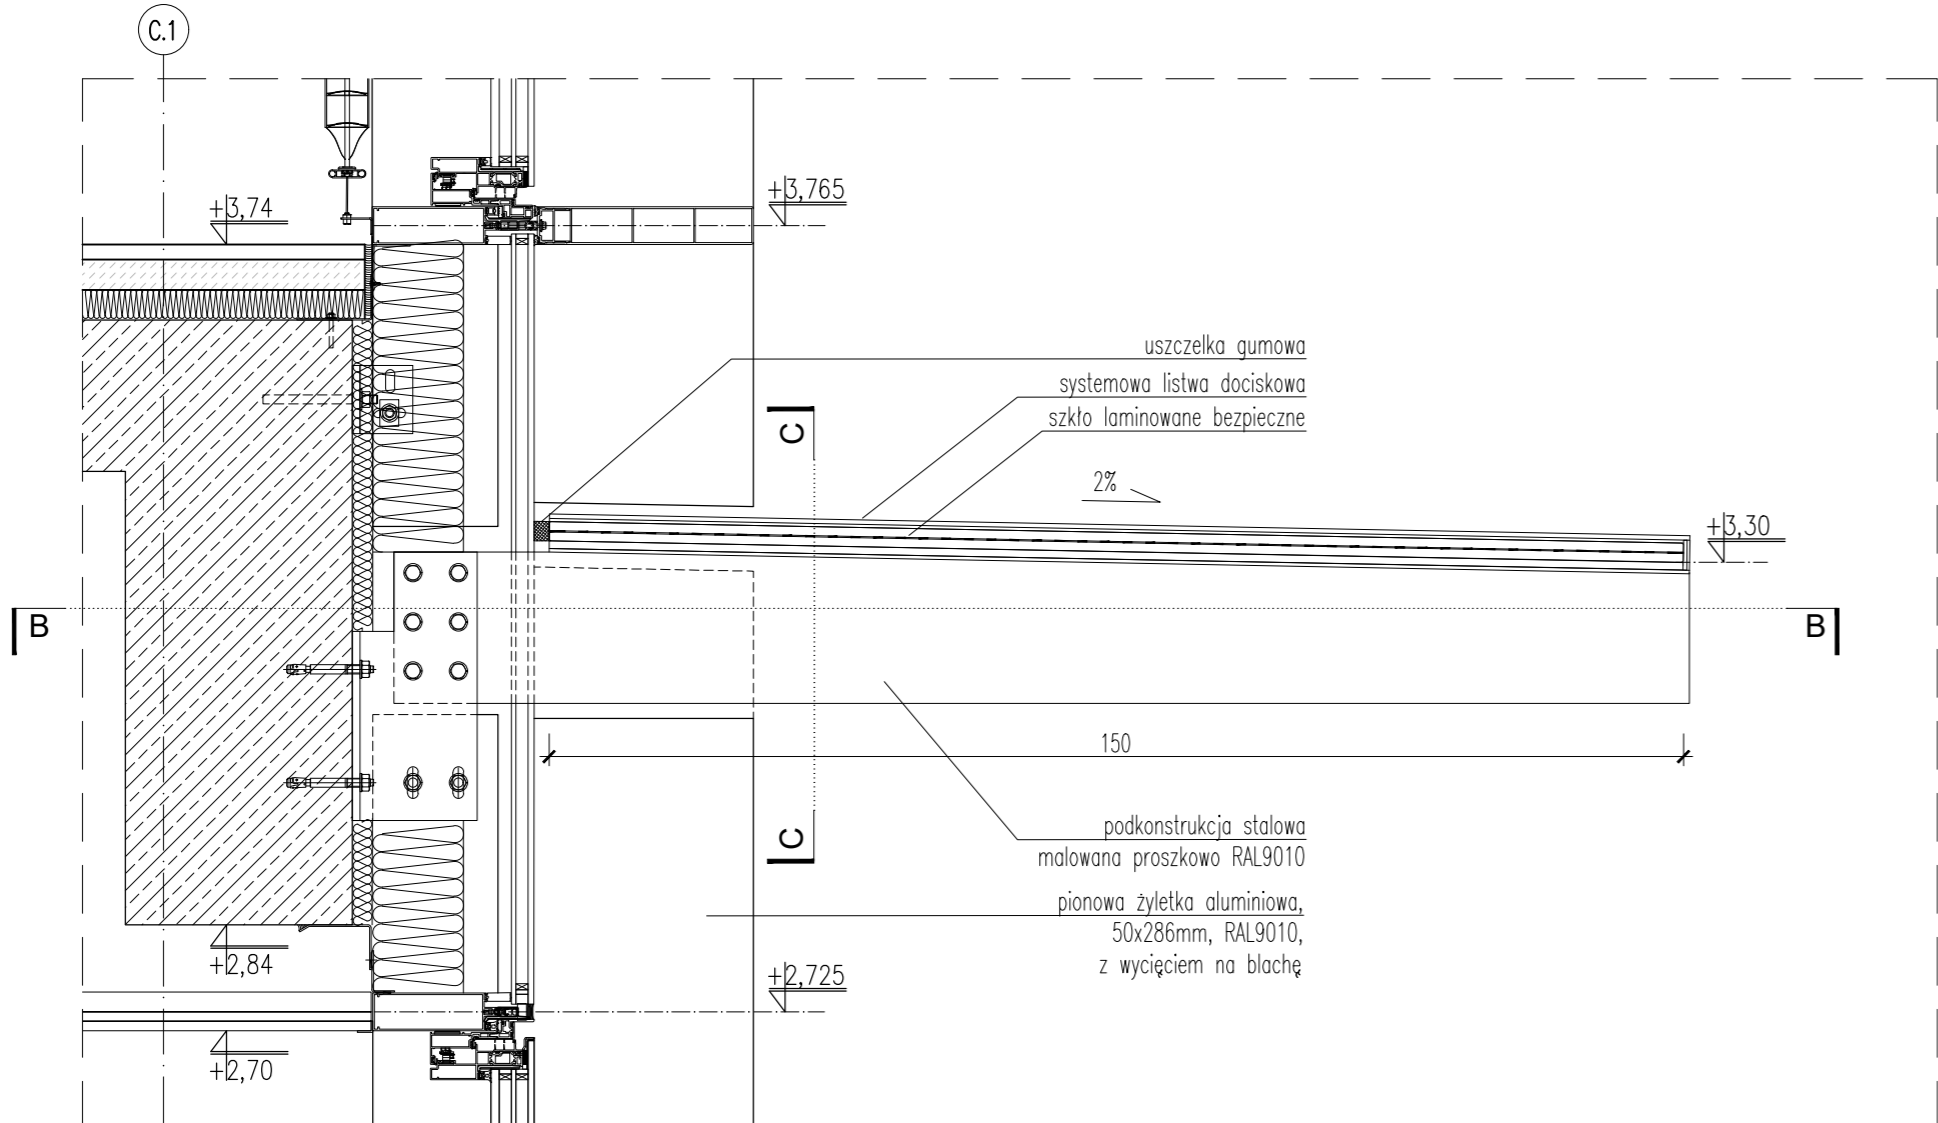 C.1
+3,74
+3,765
uszczelka gumowa
systemowa listwa dociskowa
szkło laminowane bezpieczne
C
2%
+3,30
B
B
150
C
podkonstrukcja stalowa
malowana proszkowo RAL9010
pionowa żyletka aluminiowa,
50x286mm, RAL9010,
z wycięciem na blachę
+2,84
+2,725
+2,70